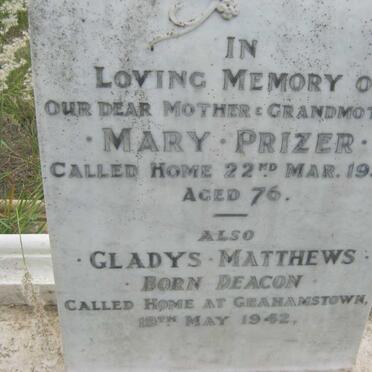 IN
LOVING MEMORY O
OUR DEAR MOTHER & GRANDMOT
· MARY · PRIZER ·
CALLED HOME 22ND MAR. 19
AGED 76.
ALSO
· GLADYS · MATTHEWS ·
· BORN DEACON ·
CALLED HOME AT GRAHAMSTOWN,
18TH MAY 1942.